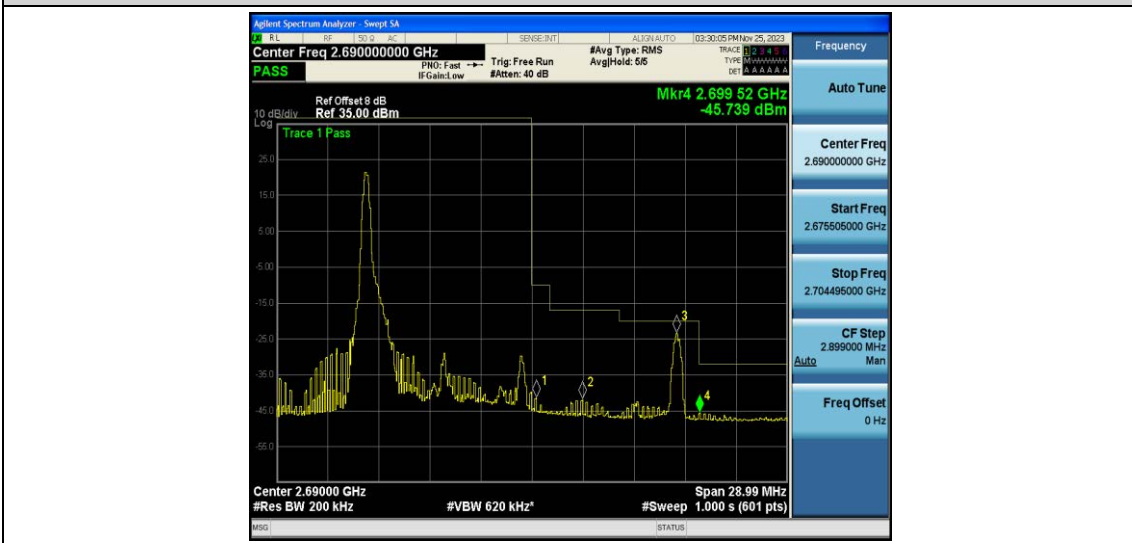 Agilent Spectrum Analyzer - Swept SA
LXI RL RF 50 Ω AC SENSE:INT ALIGN AUTO 03:30:05 PM Nov 25, 2023
Center Freq 2.690000000 GHz
PASS
PNO: Fast
IFGain:Low
Trig: Free Run
#Atten: 40 dB
#Avg Type: RMS
Avg|Hold: 5/5
TRACE 1 2 3 4 5 6
TYPE MWWWWW
DET A A A A A A
Mkr4 2.699 52 GHz
-45.739 dBm
Ref Offset 8 dB
10 dB/div Ref 35.00 dBm
Log
Trace 1 Pass
25.0
15.0
5.00
-5.00
-15.0
-25.0
-35.0
-45.0
-55.0
1
2
3
4
Center 2.69000 GHz Span 28.99 MHz
#Res BW 200 kHz #VBW 620 kHz* #Sweep 1.000 s (601 pts)
MSG STATUS
Frequency
Auto Tune
Center Freq
2.690000000 GHz
Start Freq
2.675505000 GHz
Stop Freq
2.704495000 GHz
CF Step
2.899000 MHz
Auto Man
Freq Offset
0 Hz